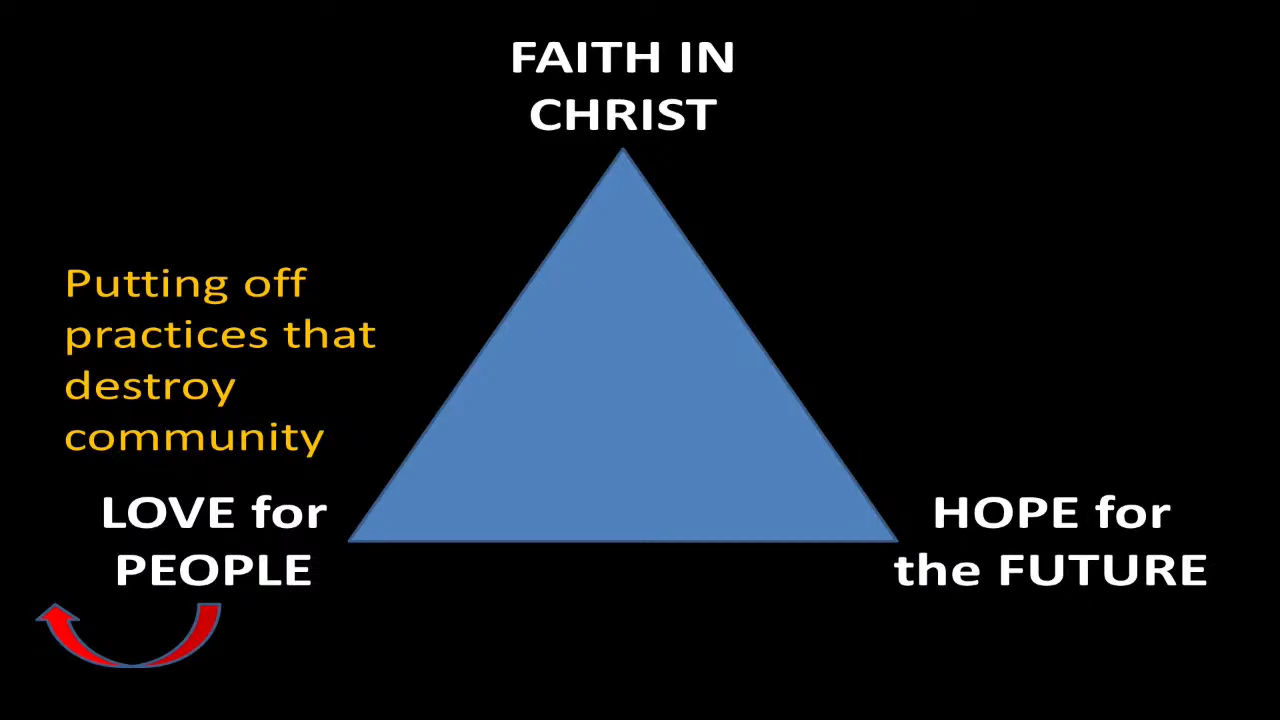 FAITH IN
CHRIST
Putting off
practices that
destroy
community
LOVE for
PEOPLE
HOPE for
the FUTURE